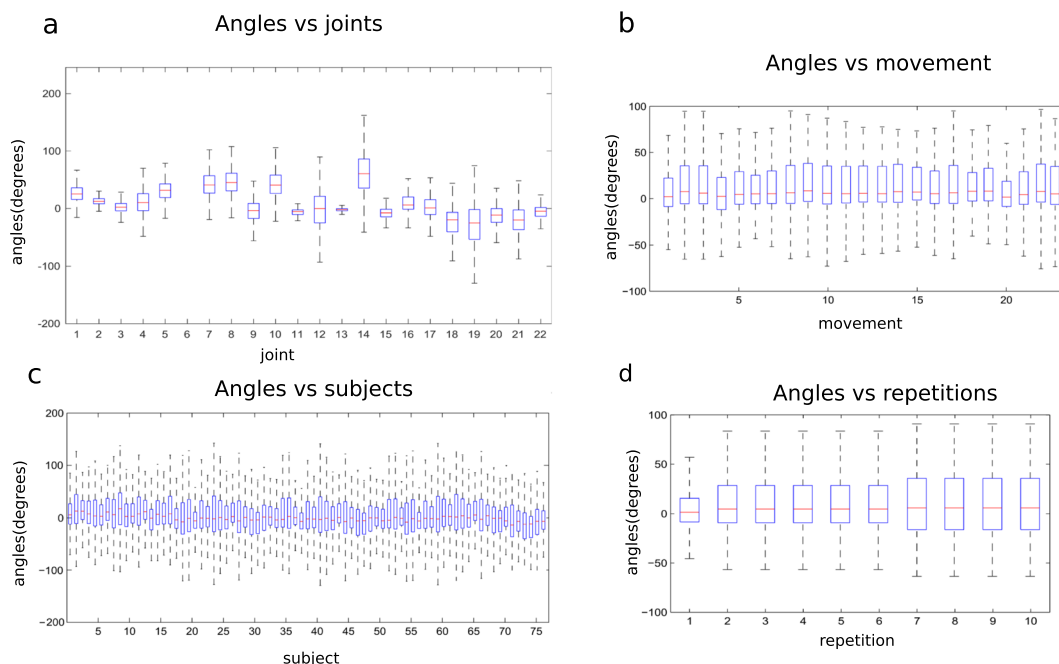 a
Angles vs joints
angles(degrees)
200
100
0
-100
-200
1 2 3 4 5 6 7 8 9 10 11 12 13 14 15 16 17 18 19 20 21 22
joint
b
Angles vs movement
angles(degrees)
100
50
0
−50
−100
5 10 15 20
movement
c
Angles vs subjects
angles(degrees)
200
100
0
−100
−200
5 10 15 20 25 30 35 40 45 50 55 60 65 70 75
subject
d
Angles vs repetitions
angles(degrees)
100
50
0
−50
−100
1 2 3 4 5 6 7 8 9 10
repetition